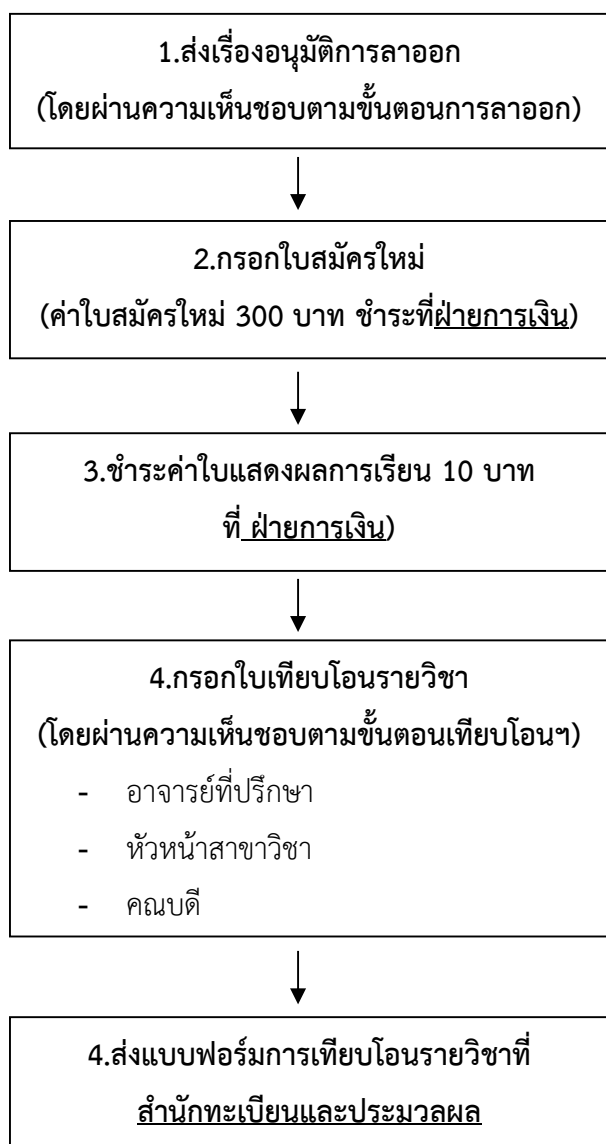 1.ส่งเรื่องอนุมัติการลาออก
(โดยผ่านความเห็นชอบตามขั้นตอนการลาออก)
2.กรอกใบสมัครใหม่
(ค่าใบสมัครใหม่ 300 บาท ชำระที่ฝ่ายการเงิน)
3.ชำระค่าใบแสดงผลการเรียน 10 บาท
ที่ ฝ่ายการเงิน)
4.กรอกใบเทียบโอนรายวิชา
(โดยผ่านความเห็นชอบตามขั้นตอนเทียบโอนฯ)
- อาจารย์ที่ปรึกษา
- หัวหน้าสาขาวิชา
- คณบดี
4.ส่งแบบฟอร์มการเทียบโอนรายวิชาที่
สำนักทะเบียนและประมวลผล